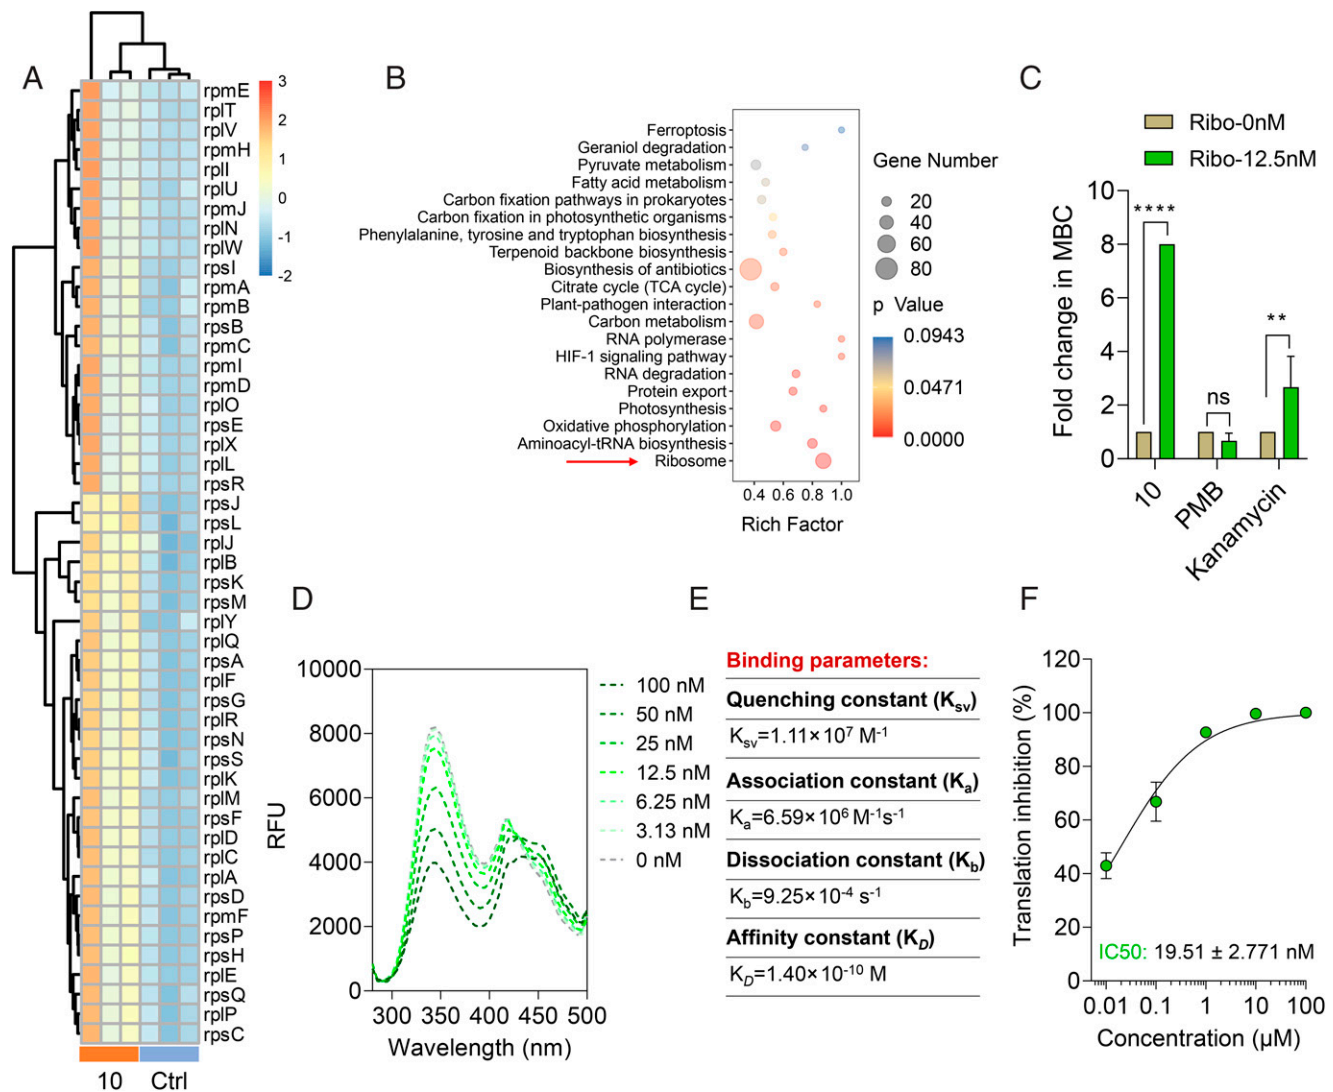 A
3
2
1
0
-1
-2
rpmE
rplT
rplV
rpmH
rplI
rplU
rpmJ
rplN
rplW
rpsI
rpmA
rpmB
rpsB
rpmC
rpmI
rpmD
rplO
rpsE
rplX
rplL
rpsR
rpsJ
rpsL
rplJ
rplB
rpsK
rpsM
rplY
rplQ
rpsA
rplF
rpsG
rplR
rpsN
rpsS
rplK
rplM
rpsF
rplD
rplC
rplA
rpsD
rpmF
rpsP
rpsH
rplE
rpsQ
rplP
rpsC
10 Ctrl
B
Ferroptosis
Geraniol degradation
Pyruvate metabolism
Fatty acid metabolism
Carbon fixation pathways in prokaryotes
Carbon fixation in photosynthetic organisms
Phenylalanine, tyrosine and tryptophan biosynthesis
Terpenoid backbone biosynthesis
Biosynthesis of antibiotics
Citrate cycle (TCA cycle)
Plant-pathogen interaction
Carbon metabolism
RNA polymerase
HIF-1 signaling pathway
RNA degradation
Protein export
Photosynthesis
Oxidative phosphorylation
Aminoacyl-tRNA biosynthesis
Ribosome
0.4 0.6 0.8 1.0
Rich Factor
Gene Number
20
40
60
80
p Value
0.0943
0.0471
0.0000
C
Ribo-0nM
Ribo-12.5nM
Fold change in MBC
10
8
6
4
2
0
****
ns
**
10
PMB
Kanamycin
D
RFU
10000
8000
6000
4000
2000
0
300 350 400 450 500
Wavelength (nm)
100 nM
50 nM
25 nM
12.5 nM
6.25 nM
3.13 nM
0 nM
E
Binding parameters:
Quenching constant (Ksv)
Ksv=1.11×10⁷ M⁻¹
Association constant (Ka)
Ka=6.59×10⁶ M⁻¹s⁻¹
Dissociation constant (Kb)
Kb=9.25×10⁻⁴ s⁻¹
Affinity constant (KD)
KD=1.40×10⁻¹⁰ M
F
Translation inhibition (%)
120
100
80
60
40
20
0
IC50: 19.51 ± 2.771 nM
0.01 0.1 1 10 100
Concentration (µM)